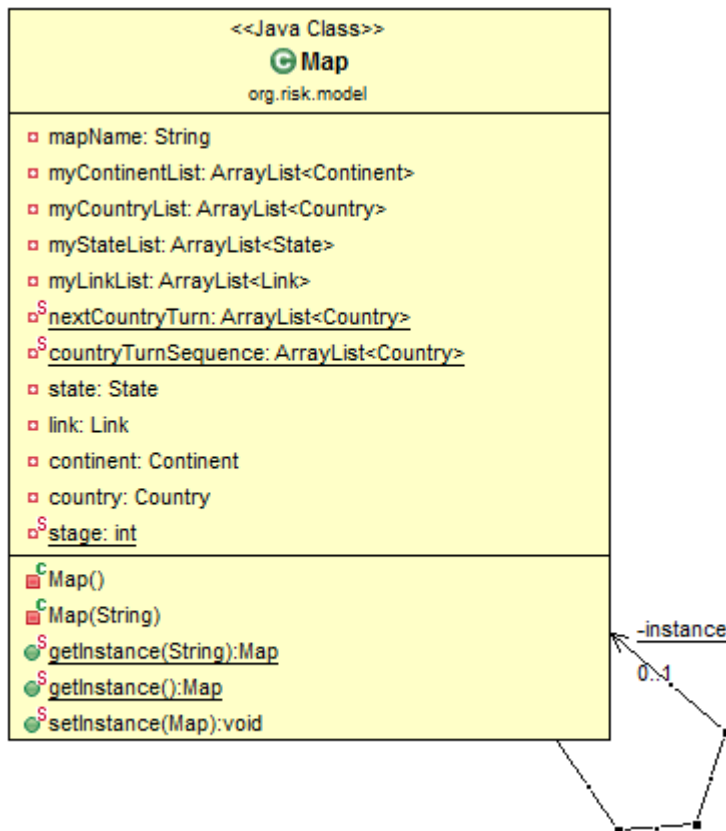 <<Java Class>>
C Map
org.risk.model
mapName: String
myContinentList: ArrayList<Continent>
myCountryList: ArrayList<Country>
myStateList: ArrayList<State>
myLinkList: ArrayList<Link>
S nextCountryTurn: ArrayList<Country>
S countryTurnSequence: ArrayList<Country>
state: State
link: Link
continent: Continent
country: Country
S stage: int
C Map()
C Map(String)
S getInstance(String):Map
S getInstance():Map
S setInstance(Map):void
-instance
0..1